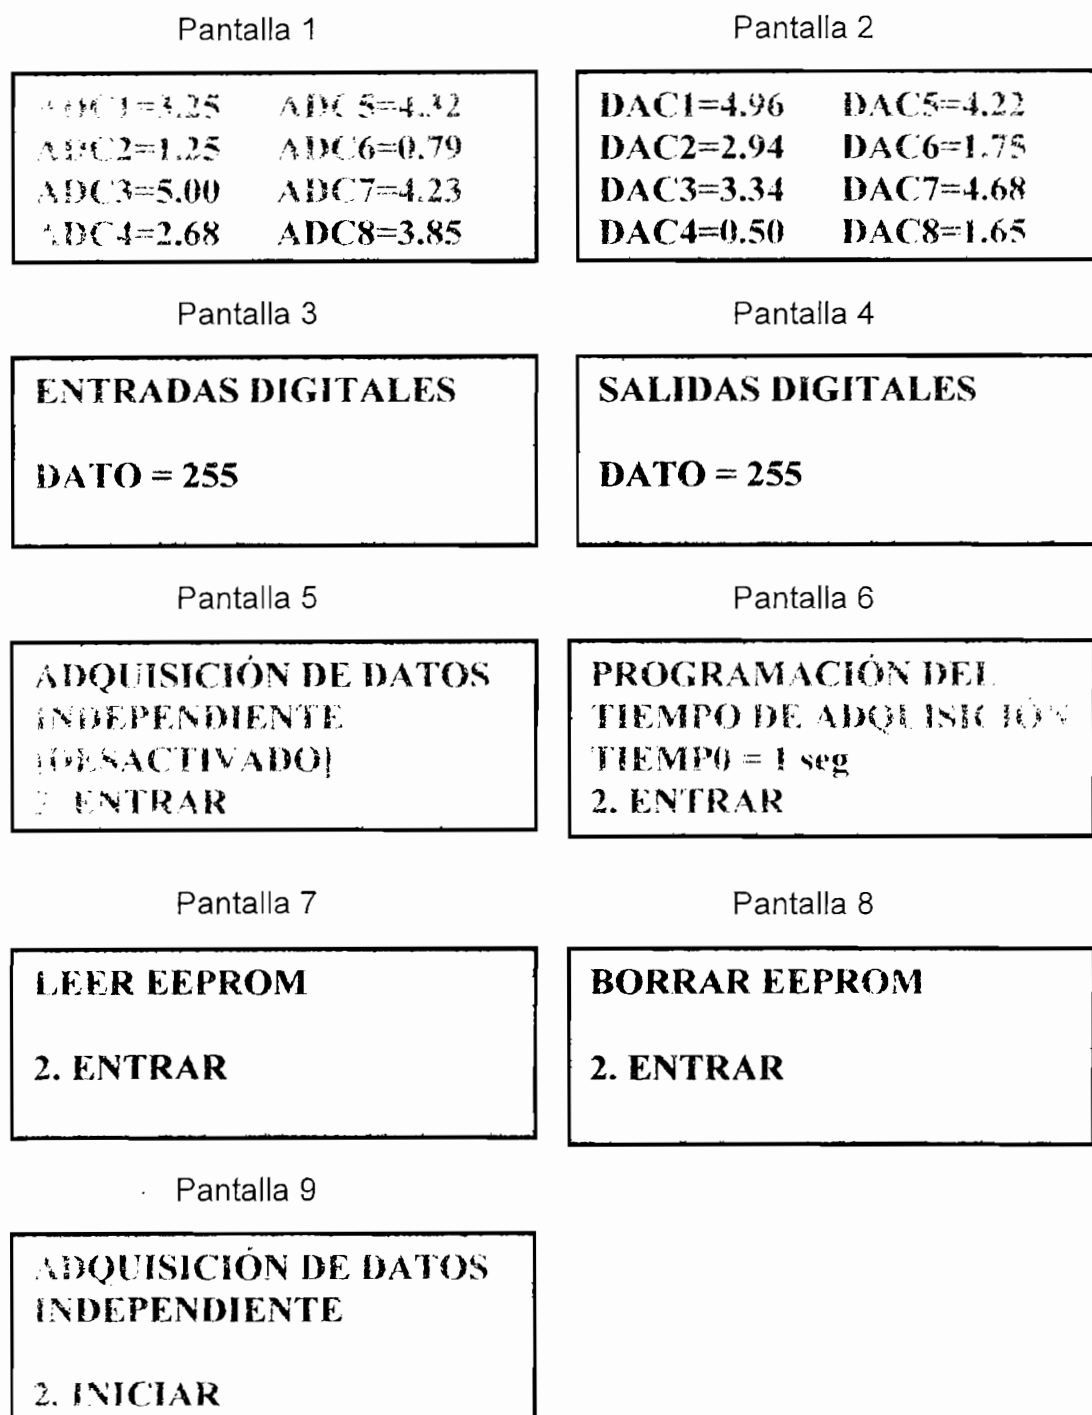 Pantalla 1
ADC1=3.25 ADC5=4.32
ADC2=1.25 ADC6=0.79
ADC3=5.00 ADC7=4.23
ADC4=2.68 ADC8=3.85
Pantalla 2
DAC1=4.96 DAC5=4.22
DAC2=2.94 DAC6=1.75
DAC3=3.34 DAC7=4.68
DAC4=0.50 DAC8=1.65
Pantalla 3
ENTRADAS DIGITALES
DATO = 255
Pantalla 4
SALIDAS DIGITALES
DATO = 255
Pantalla 5
ADQUISICIÓN DE DATOS
INDEPENDIENTE
[DESACTIVADO]
2. ENTRAR
Pantalla 6
PROGRAMACIÓN DEL
TIEMPO DE ADQUISICIÓN
TIEMP0 = 1 seg
2. ENTRAR
Pantalla 7
LEER EEPROM
2. ENTRAR
Pantalla 8
BORRAR EEPROM
2. ENTRAR
Pantalla 9
ADQUISICIÓN DE DATOS
INDEPENDIENTE
2. INICIAR